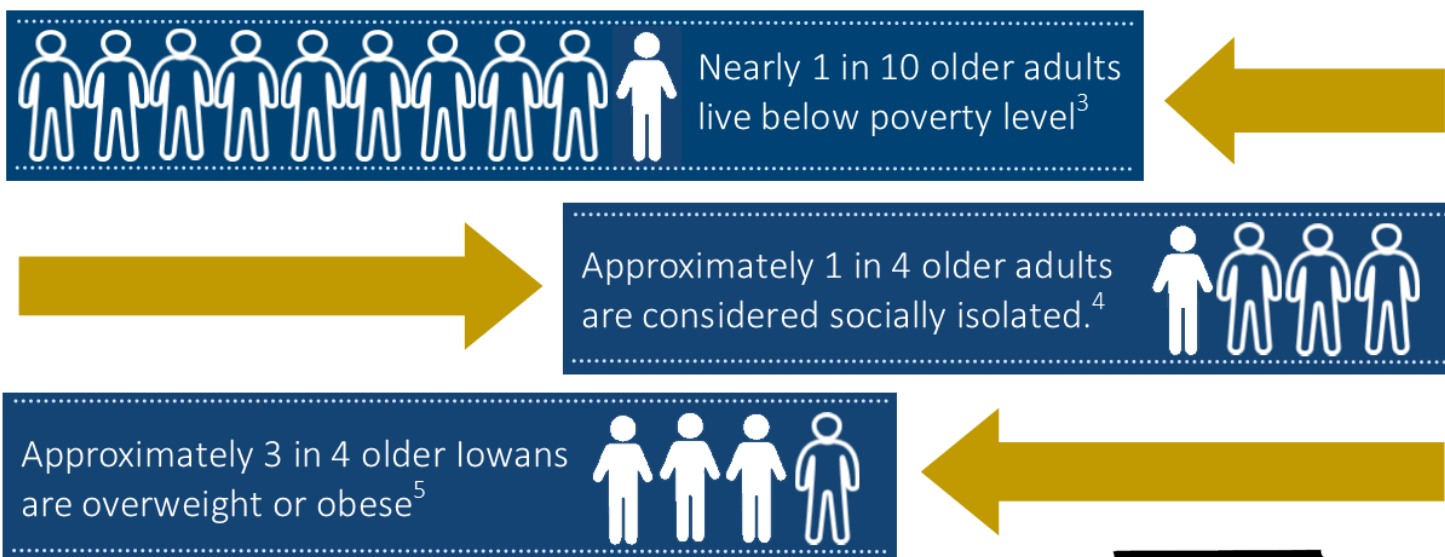 Nearly 1 in 10 older adults
live below poverty level³
Approximately 1 in 4 older adults
are considered socially isolated.⁴
Approximately 3 in 4 older Iowans
are overweight or obese⁵